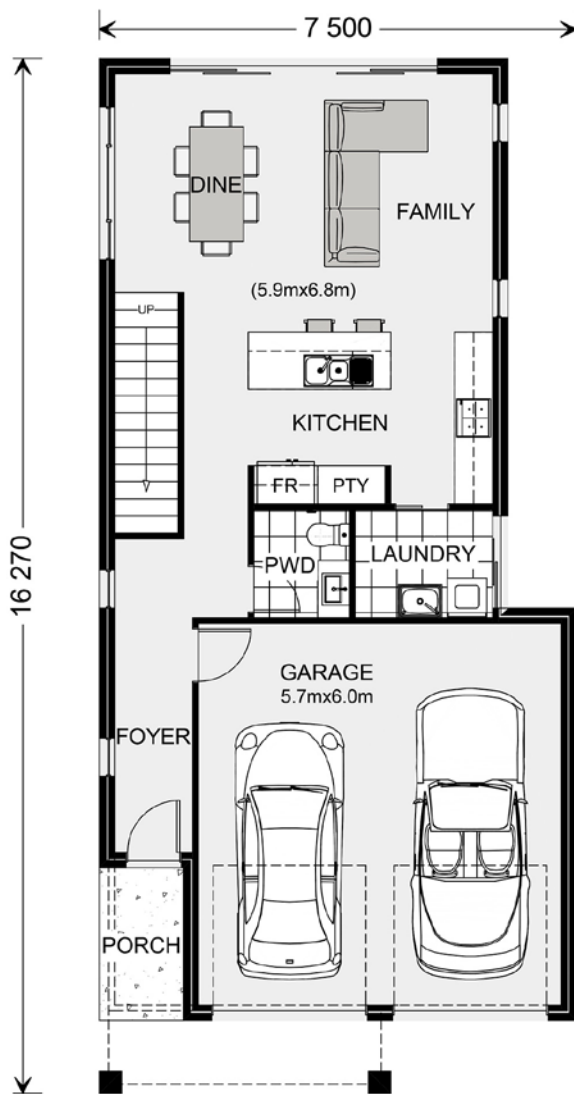 7 500
16 270
DINE
FAMILY
(5.9mx6.8m)
UP
KITCHEN
FR
PTY
PWD
LAUNDRY
GARAGE
5.7mx6.0m
FOYER
PORCH